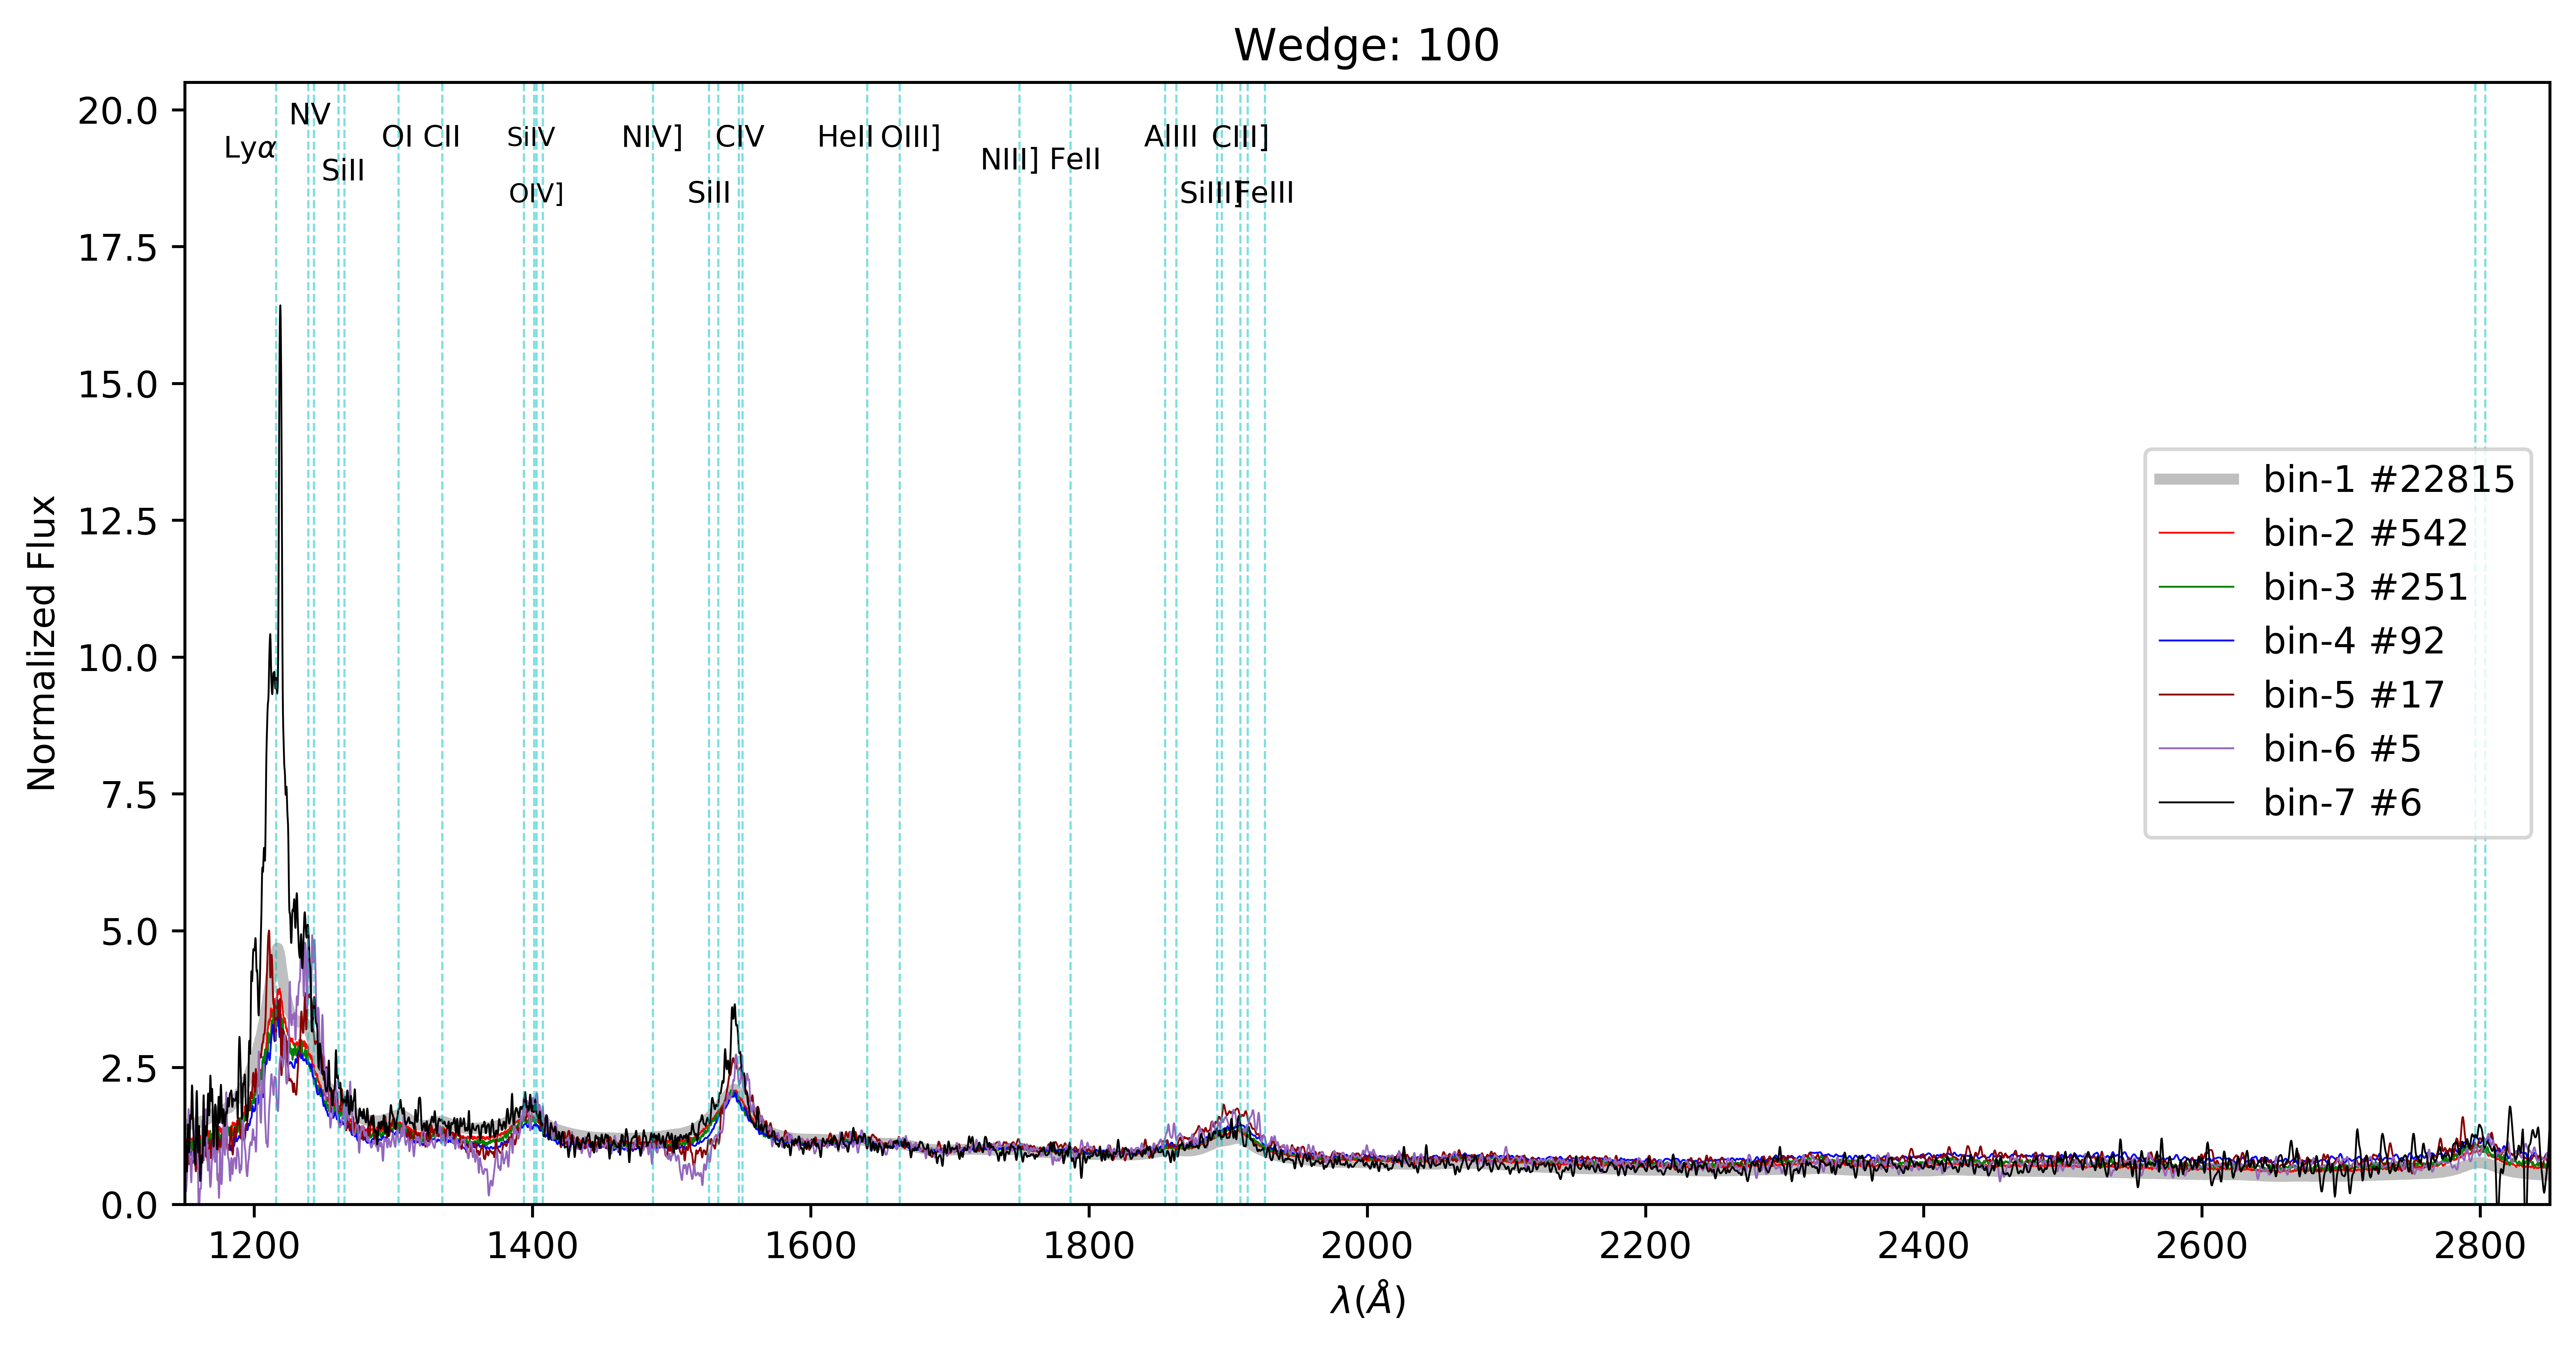 Wedge: 100
20.0
17.5
15.0
12.5
10.0
7.5
5.0
2.5
0.0
Normalized Flux
NV
Lyα
SiII
OI CII
SiIV
OIV]
NIV]
CIV
SiII
HeII OIII]
NIII] FeII
AlIII CIII]
SiIII] FeIII
bin-1 #22815
bin-2 #542
bin-3 #251
bin-4 #92
bin-5 #17
bin-6 #5
bin-7 #6
1200 1400 1600 1800 2000 2200 2400 2600 2800
λ(Å)